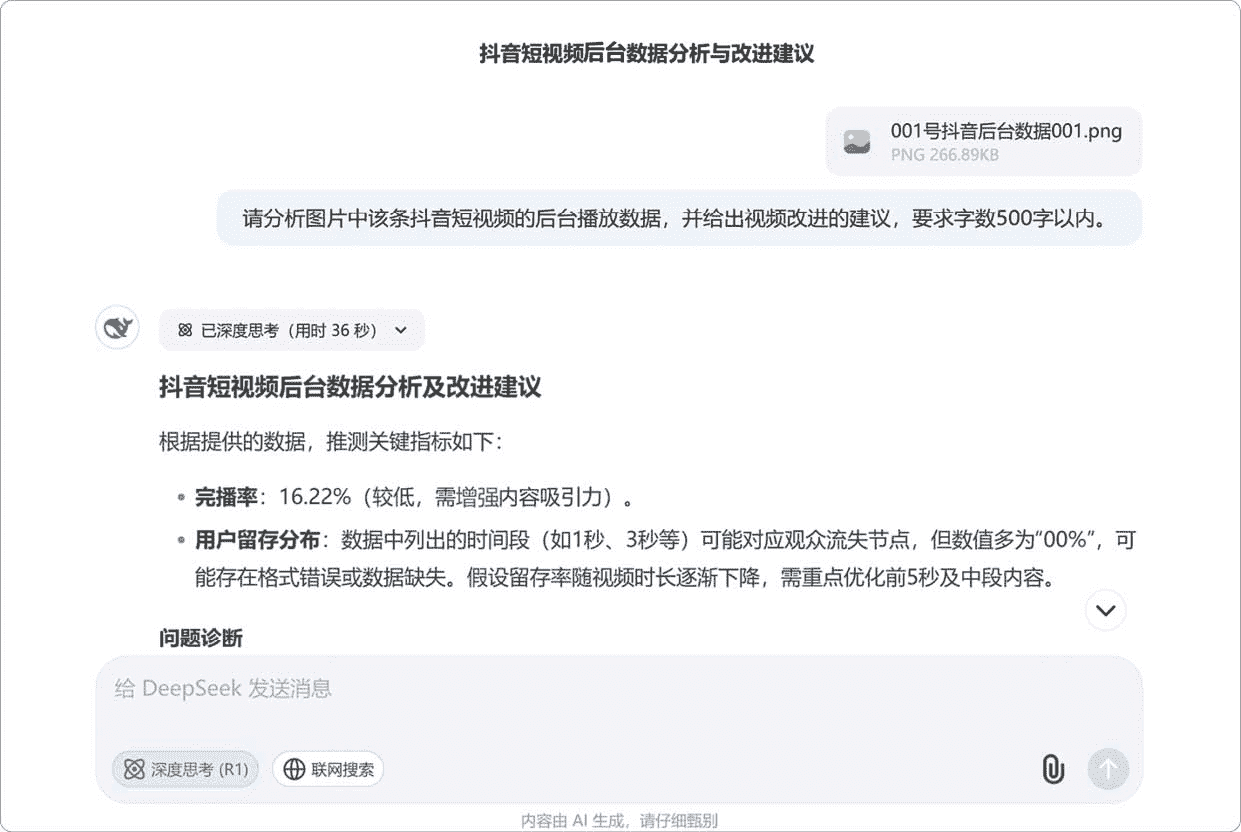 抖音短视频后台数据分析与改进建议
001号抖音后台数据001.png
PNG 266.89KB
请分析图片中该条抖音短视频的后台播放数据，并给出视频改进的建议，要求字数500字以内。
已深度思考（用时 36 秒）
抖音短视频后台数据分析及改进建议
根据提供的数据，推测关键指标如下：
• 完播率：16.22%（较低，需增强内容吸引力）。
• 用户留存分布：数据中列出的时间段（如1秒、3秒等）可能对应观众流失节点，但数值多为“00%”，可
能存在格式错误或数据缺失。假设留存率随视频时长逐渐下降，需重点优化前5秒及中段内容。
问题诊断
给 DeepSeek 发送消息
深度思考 (R1)
联网搜索
内容由 AI 生成，请仔细甄别